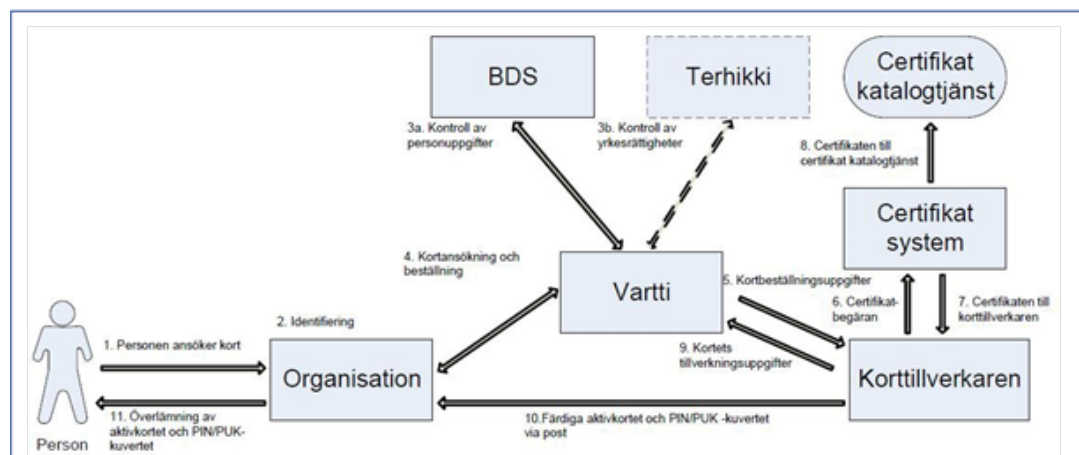 BDS
Terhikki
Certifikat
katalogtjänst
3a. Kontroll av
personuppgifter
3b. Kontroll av
yrkesrättigheter
8. Certifikaten till
certifikat katalogtjänst
Certifikat
system
4. Kortansökning och
beställning
Vartti
5. Kortbeställningsuppgifter
6. Certifikat-
begäran
7. Certifikaten till
korttillverkaren
2. Identifiering
1. Personen ansöker kort
Organisation
9. Kortets
tillverkningsuppgifter
Korttillverkaren
11. Överlämning av
aktivkortet och PIN/PUK-
kuvertet
10.Färdiga aktivkortet och PIN/PUK -kuvertet
via post
Person